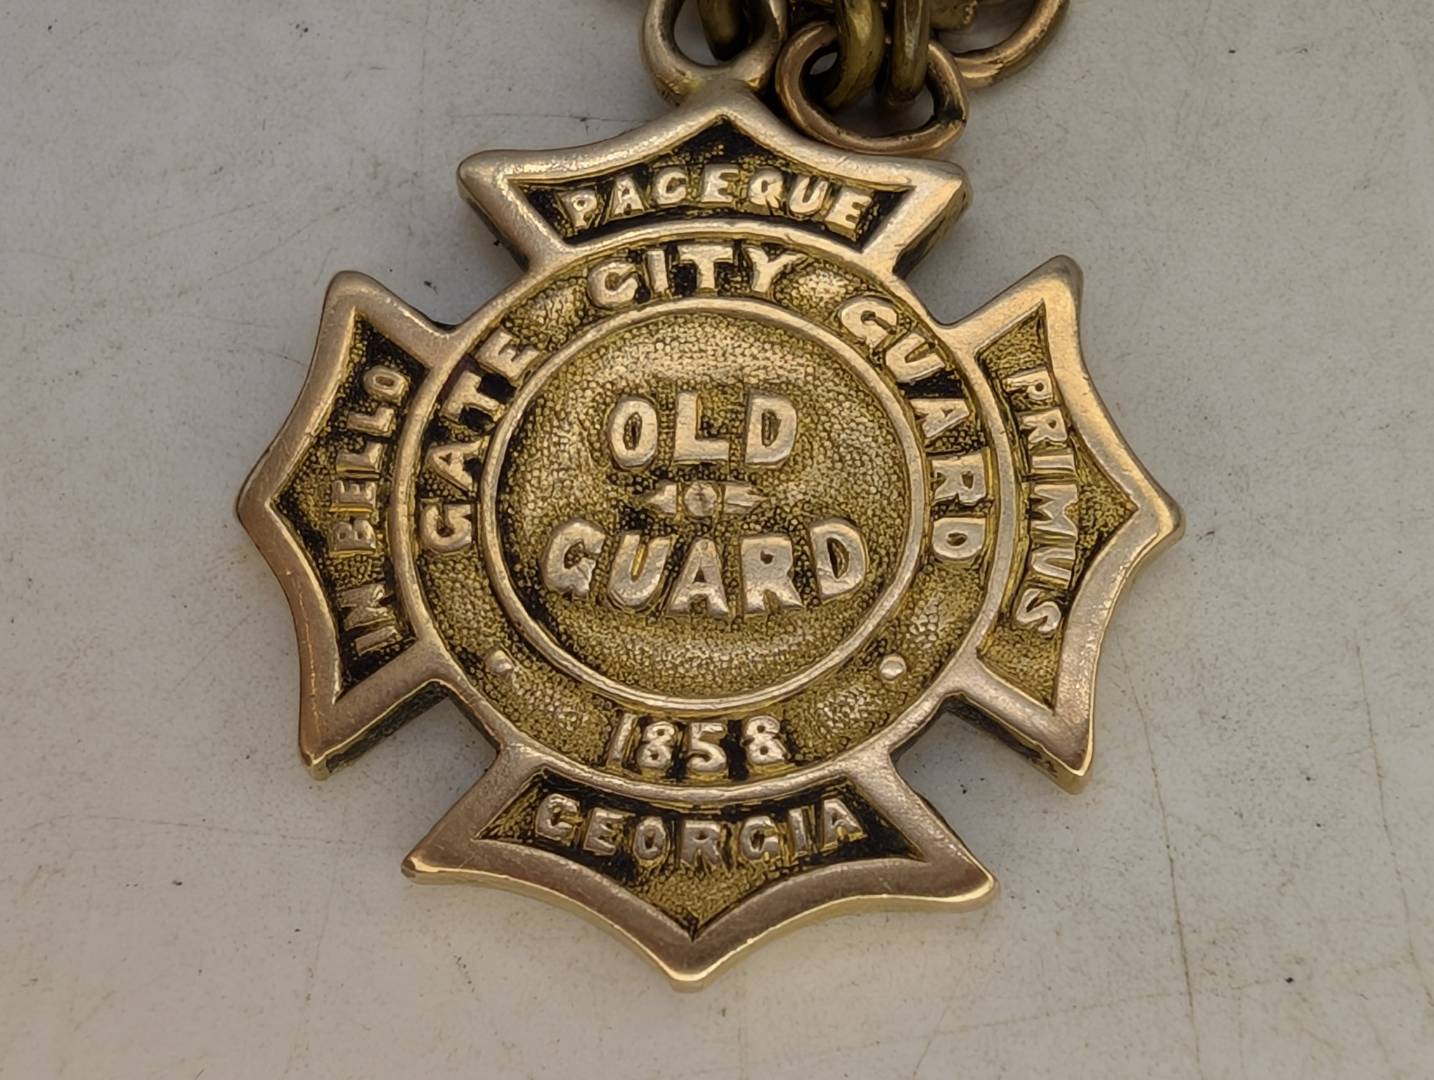 IN BELLO
PACEQUE
PRIMUS
GATE CITY GUARD
OLD
GUARD
1858
GEORGIA